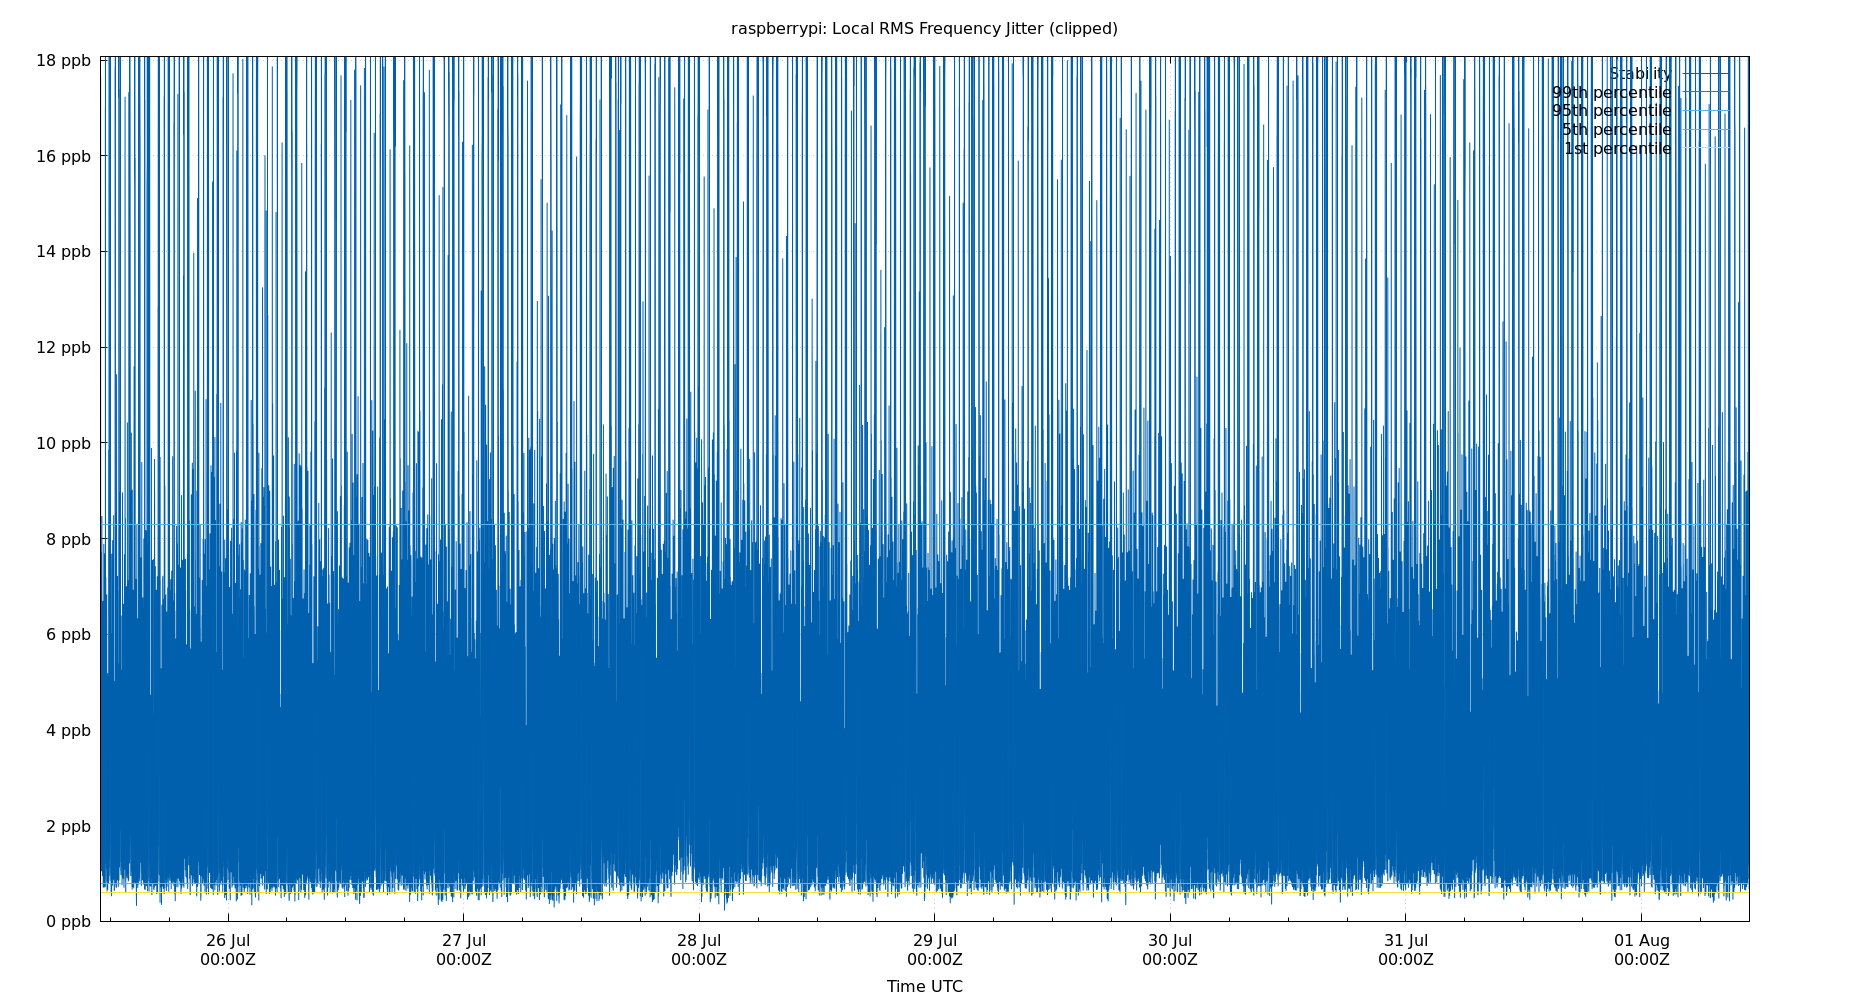 raspberrypi: Local RMS Frequency Jitter (clipped)
18 ppb
16 ppb
14 ppb
12 ppb
10 ppb
8 ppb
6 ppb
4 ppb
2 ppb
0 ppb
Stability
99th percentile
95th percentile
5th percentile
1st percentile
26 Jul 27 Jul 28 Jul 29 Jul 30 Jul 31 Jul 01 Aug
00:00Z 00:00Z 00:00Z 00:00Z 00:00Z 00:00Z 00:00Z
Time UTC